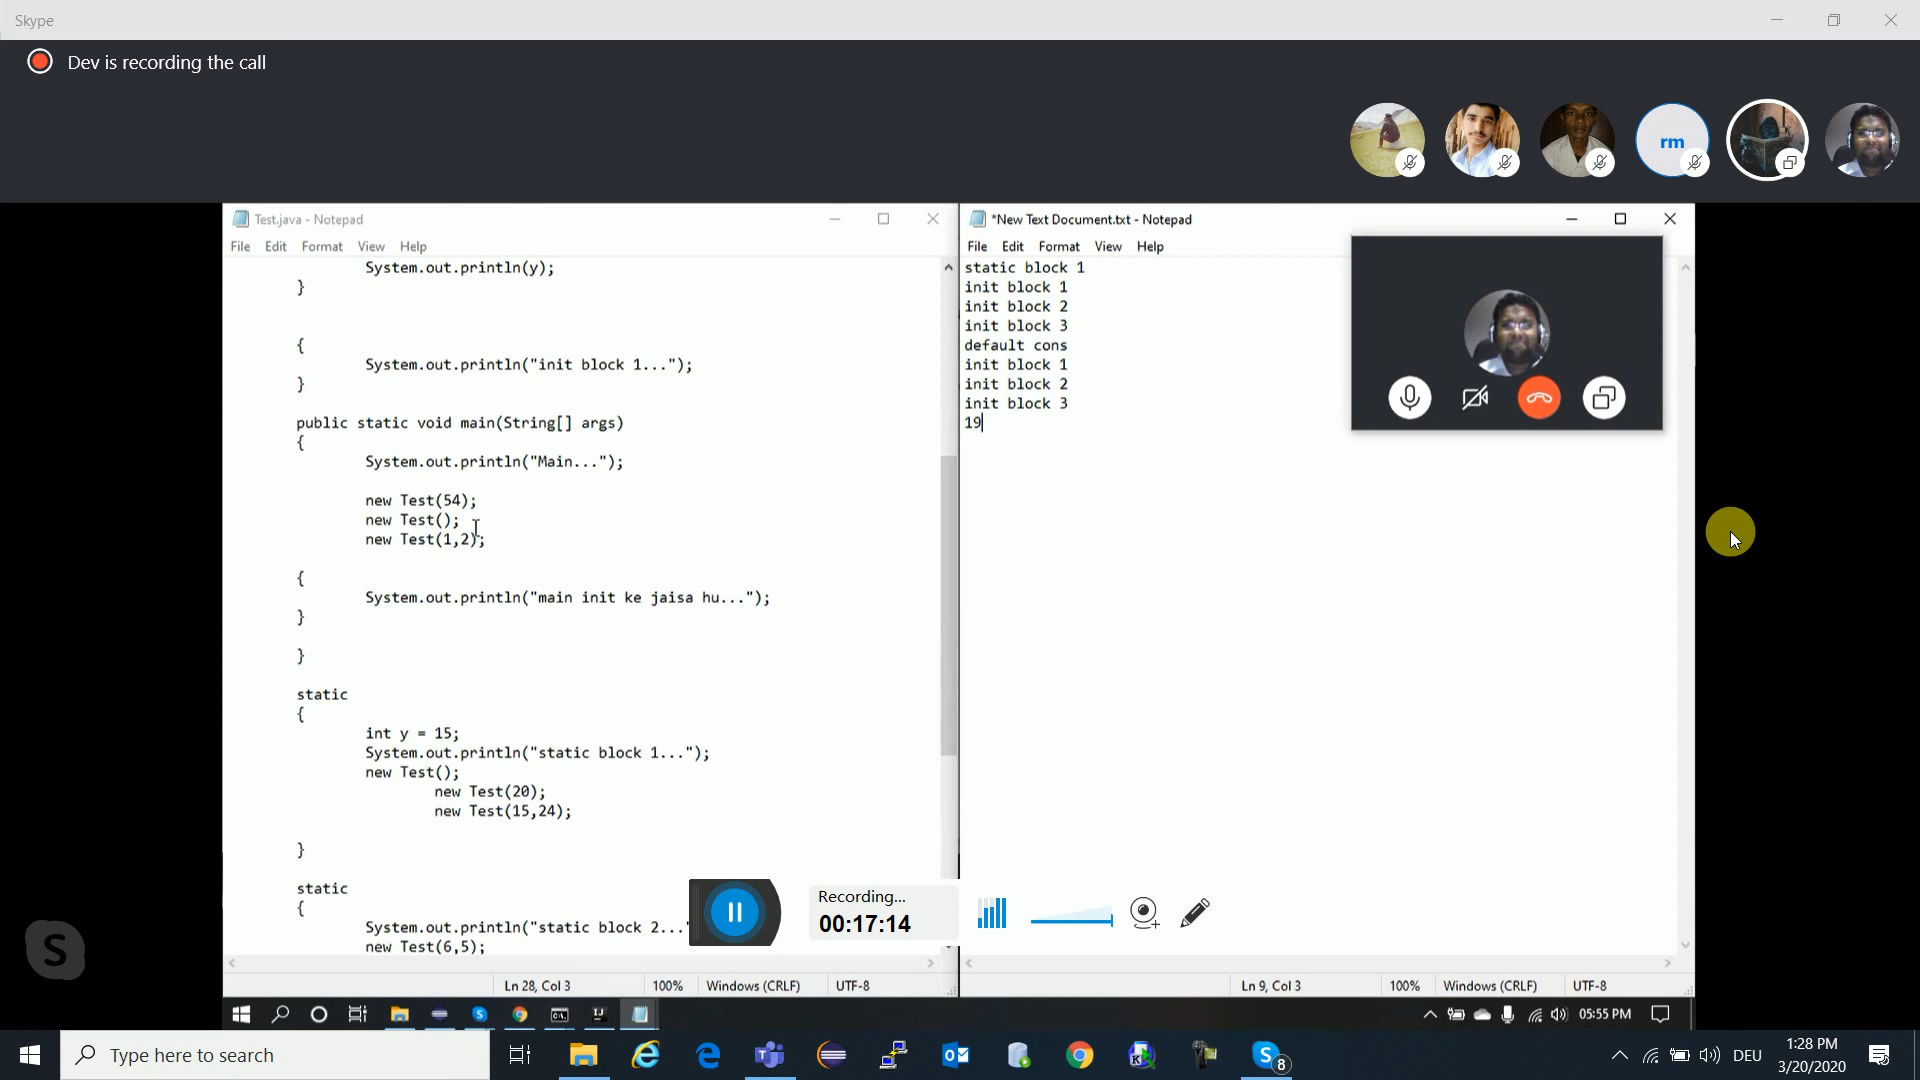 Skype
Dev is recording the call
rm
Test.java - Notepad
File Edit Format View Help
System.out.println(y);
}
{
System.out.println("init block 1...");
}
public static void main(String[] args)
{
System.out.println("Main...");
new Test(54);
new Test();
new Test(1,2);
{
System.out.println("main init ke jaisa hu...");
}
}
static
{
int y = 15;
System.out.println("static block 1...");
new Test();
new Test(20);
new Test(15,24);
}
static
{
System.out.println("static block 2..."
new Test(6,5);
Ln 28, Col 3 100% Windows (CRLF) UTF-8
*New Text Document.txt - Notepad
File Edit Format View Help
static block 1
init block 1
init block 2
init block 3
default cons
init block 1
init block 2
init block 3
19
Ln 9, Col 3 100% Windows (CRLF) UTF-8
Recording...
00:17:14
S
05:55 PM
Type here to search
8
DEU
1:28 PM
3/20/2020